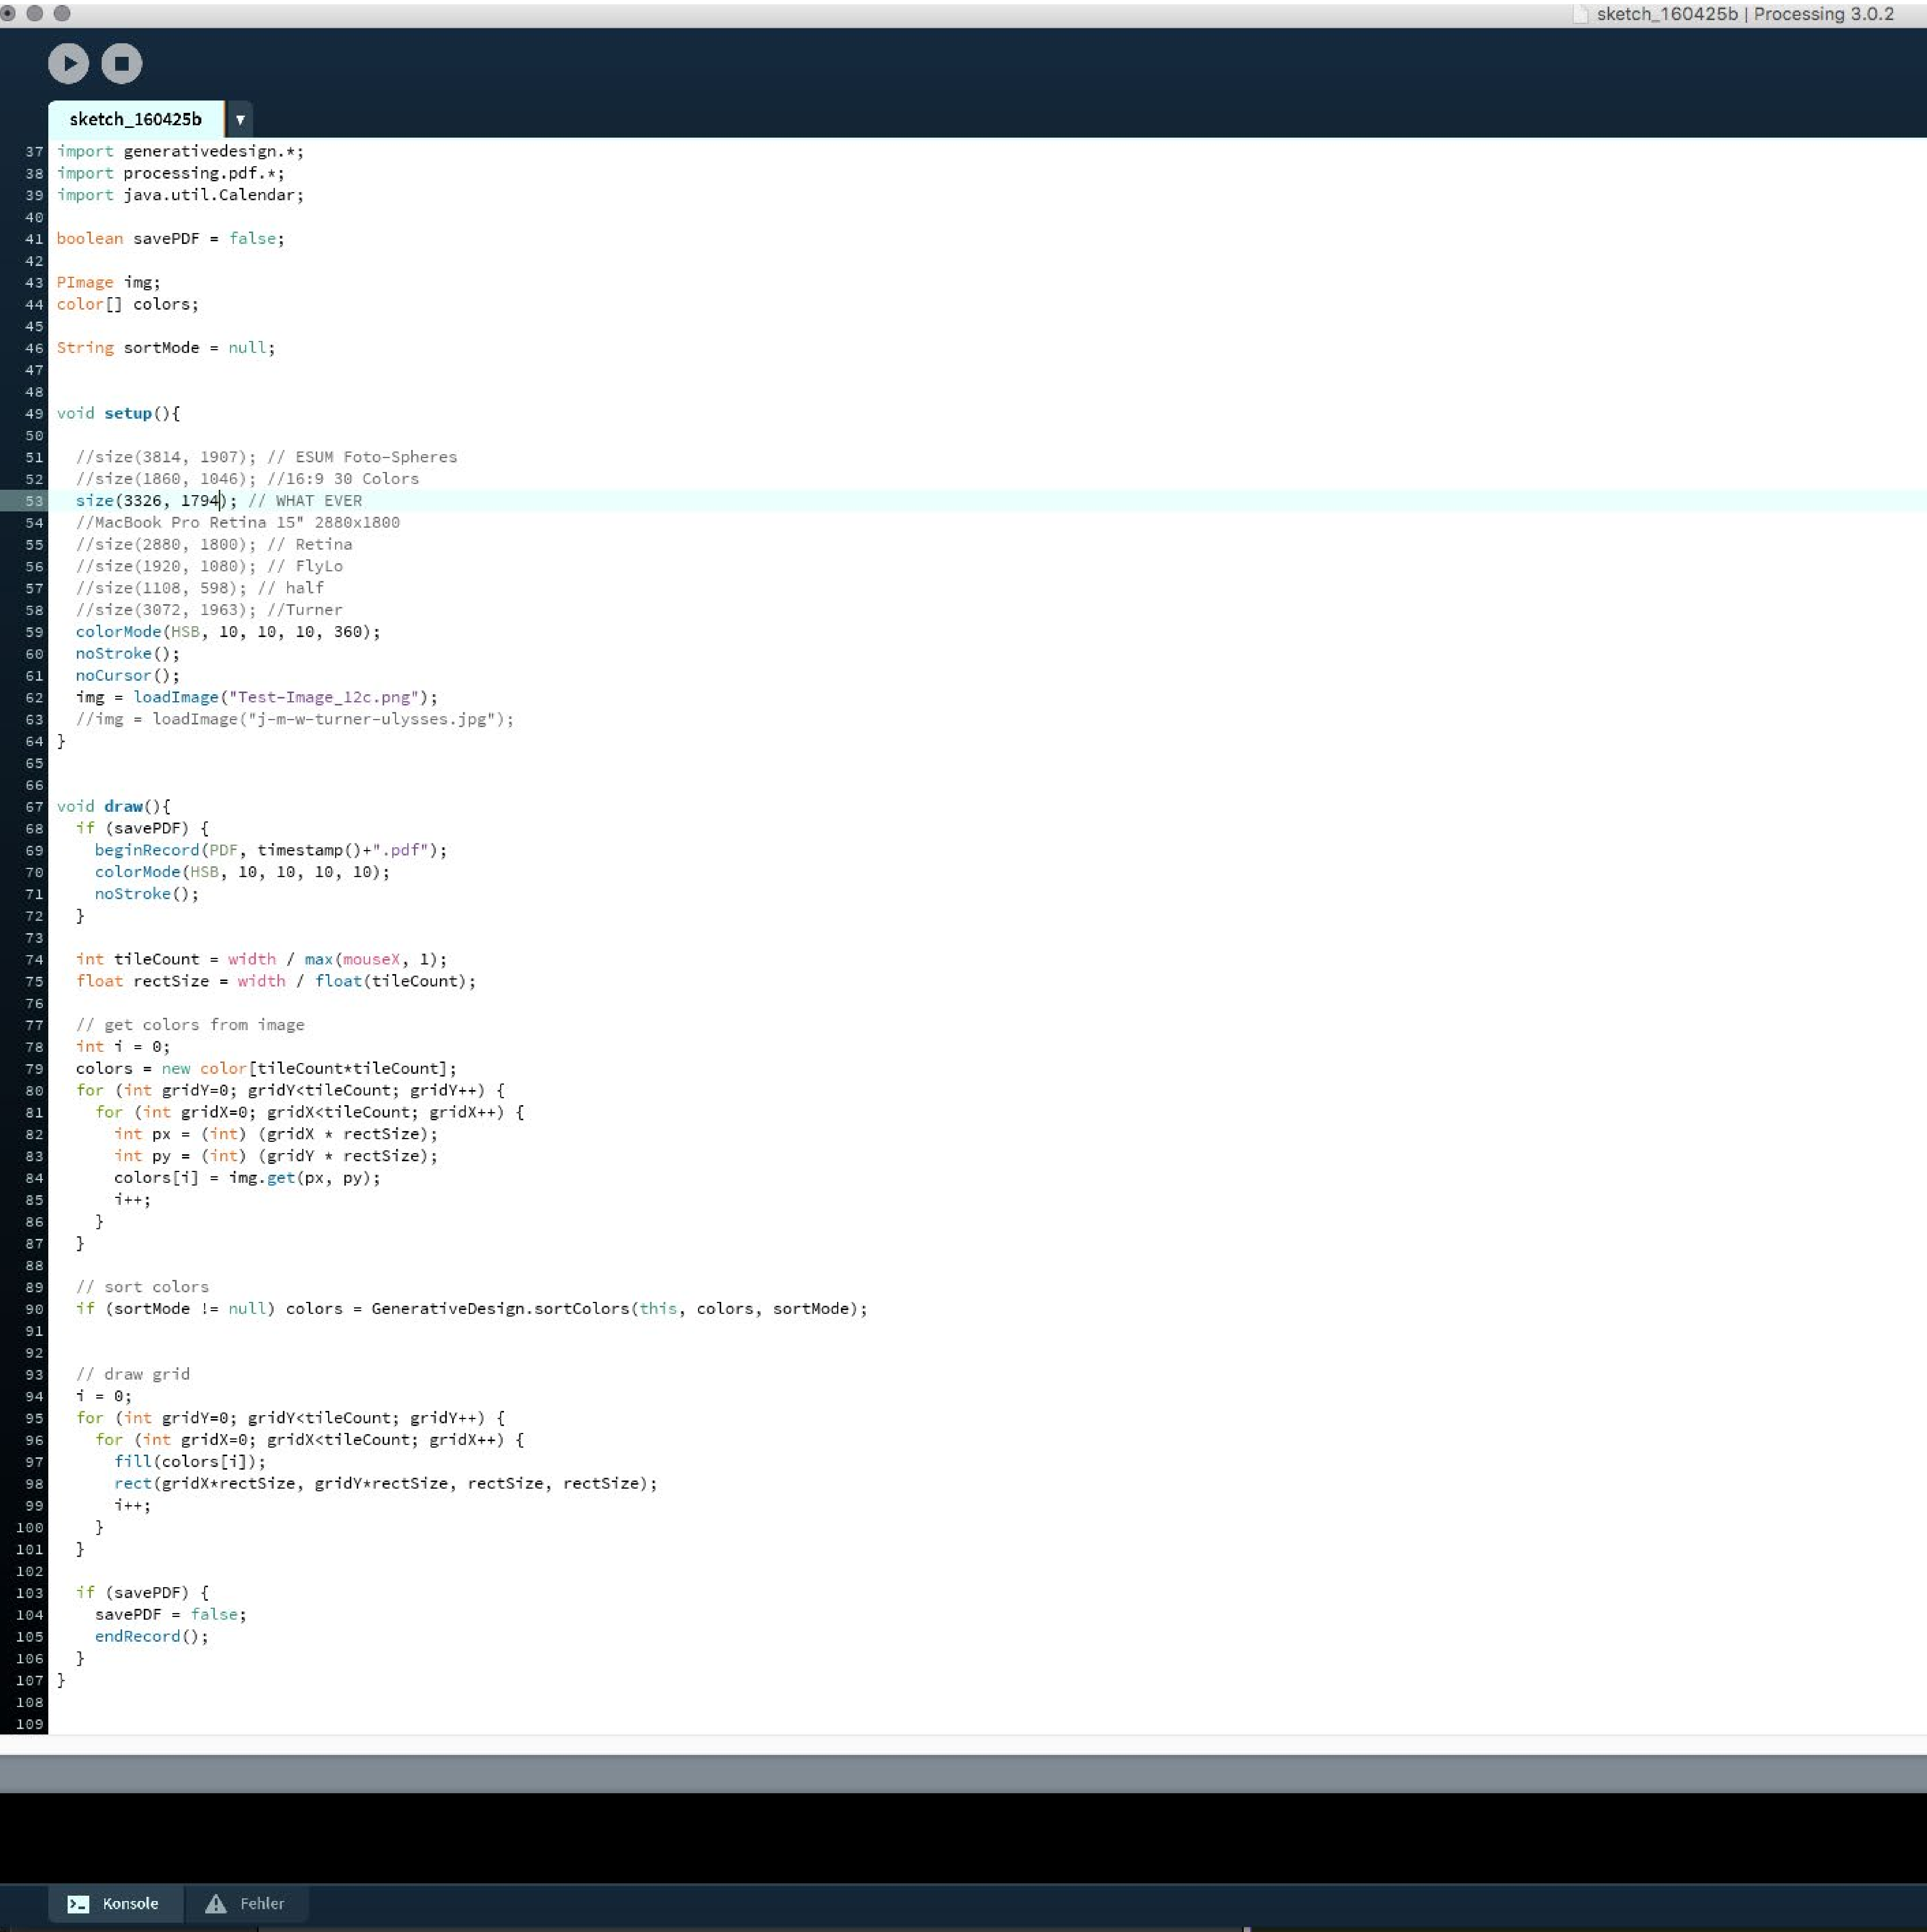 sketch_160425b | Processing 3.0.2
sketch_160425b ▼
37 import generativedesign.*;
38 import processing.pdf.*;
39 import java.util.Calendar;
40
41 boolean savePDF = false;
42
43 PImage img;
44 color[] colors;
45
46 String sortMode = null;
47
48
49 void setup(){
50
51   //size(3814, 1907); // ESUM Foto-Spheres
52   //size(1860, 1046); //16:9 30 Colors
53   size(3326, 1794); // WHAT EVER
54   //MacBook Pro Retina 15" 2880x1800
55   //size(2880, 1800); // Retina
56   //size(1920, 1080); // FlyLo
57   //size(1108, 598); // half
58   //size(3072, 1963); //Turner
59   colorMode(HSB, 10, 10, 10, 360);
60   noStroke();
61   noCursor();
62   img = loadImage("Test-Image_12c.png");
63   //img = loadImage("j-m-w-turner-ulysses.jpg");
64 }
65
66
67 void draw(){
68   if (savePDF) {
69     beginRecord(PDF, timestamp()+".pdf");
70     colorMode(HSB, 10, 10, 10, 10);
71     noStroke();
72   }
73
74   int tileCount = width / max(mouseX, 1);
75   float rectSize = width / float(tileCount);
76
77   // get colors from image
78   int i = 0;
79   colors = new color[tileCount*tileCount];
80   for (int gridY=0; gridY<tileCount; gridY++) {
81     for (int gridX=0; gridX<tileCount; gridX++) {
82       int px = (int) (gridX * rectSize);
83       int py = (int) (gridY * rectSize);
84       colors[i] = img.get(px, py);
85       i++;
86     }
87   }
88
89   // sort colors
90   if (sortMode != null) colors = GenerativeDesign.sortColors(this, colors, sortMode);
91
92
93   // draw grid
94   i = 0;
95   for (int gridY=0; gridY<tileCount; gridY++) {
96     for (int gridX=0; gridX<tileCount; gridX++) {
97       fill(colors[i]);
98       rect(gridX*rectSize, gridY*rectSize, rectSize, rectSize);
99       i++;
100     }
101   }
102
103   if (savePDF) {
104     savePDF = false;
105     endRecord();
106   }
107 }
108
109
Konsole Fehler